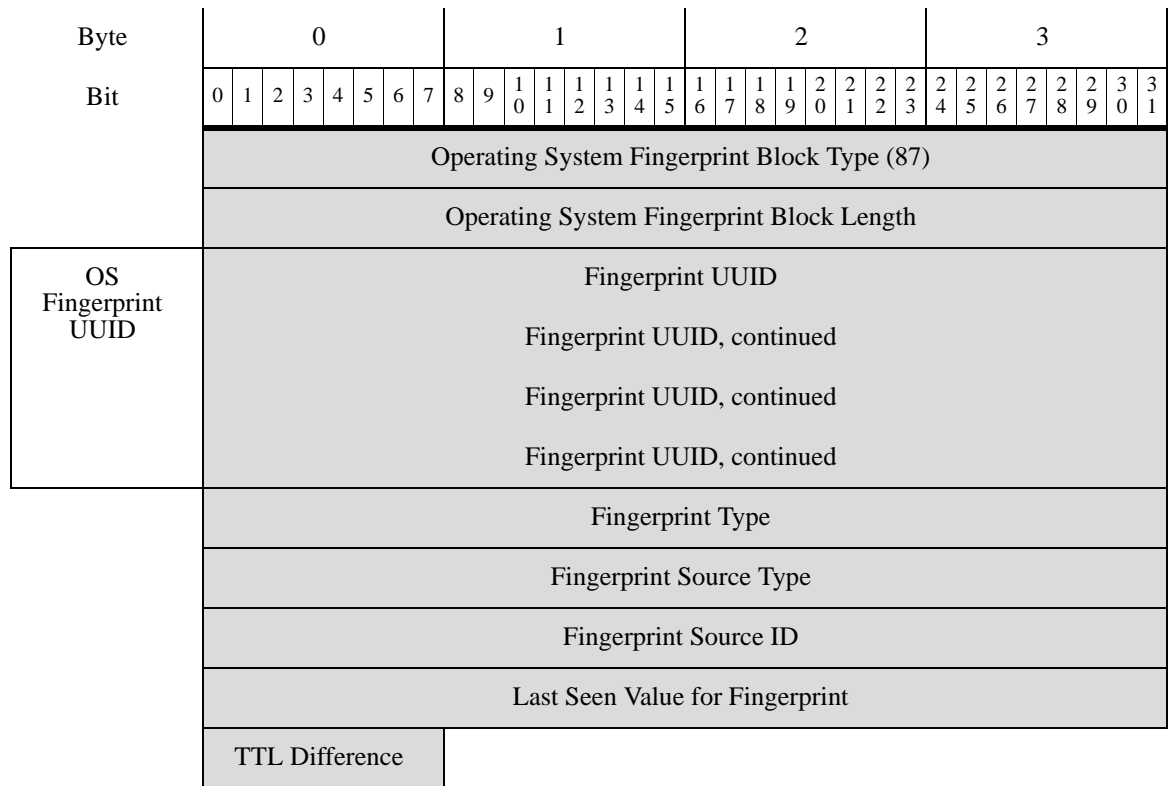 Byte 0 1 2 3
Bit 0 1 2 3 4 5 6 7 8 9 10 11 12 13 14 15 16 17 18 19 20 21 22 23 24 25 26 27 28 29 30 31
Operating System Fingerprint Block Type (87)
Operating System Fingerprint Block Length
OS
Fingerprint
UUID
Fingerprint UUID
Fingerprint UUID, continued
Fingerprint UUID, continued
Fingerprint UUID, continued
Fingerprint Type
Fingerprint Source Type
Fingerprint Source ID
Last Seen Value for Fingerprint
TTL Difference